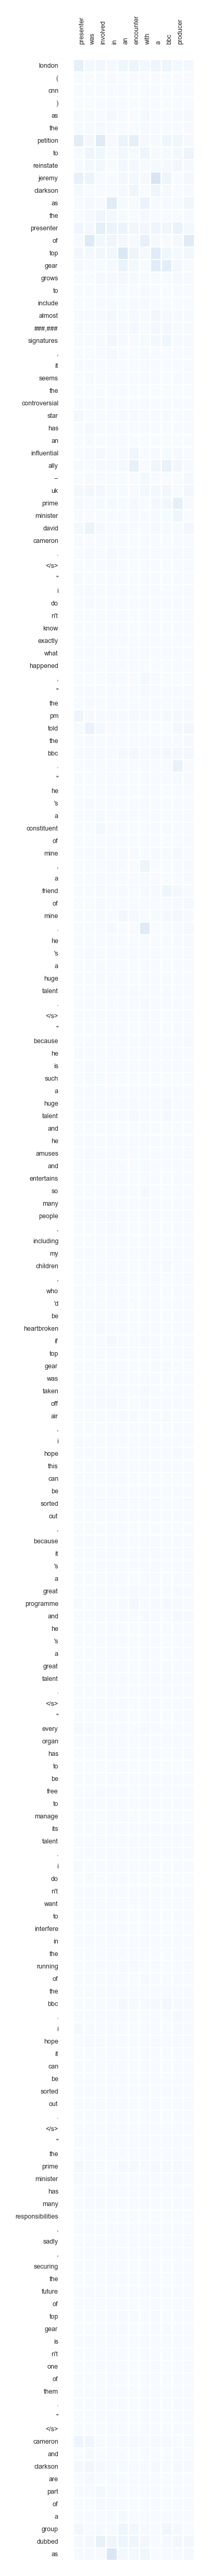 presenter
was
involved
in
an
encounter
with
a
bbc
producer
london
(
cnn
)
as
the
petition
to
reinstate
jeremy
clarkson
as
the
presenter
of
top
gear
grows
to
include
almost
###,###
signatures
,
it
seems
the
controversial
star
has
an
influential
ally
–
uk
prime
minister
david
cameron
.
</s>
"
i
do
n't
know
exactly
what
happened
,
"
the
pm
told
the
bbc
.
"
he
's
a
constituent
of
mine
,
a
friend
of
mine
.
he
's
a
huge
talent
.
</s>
"
because
he
is
such
a
huge
talent
and
he
amuses
and
entertains
so
many
people
,
including
my
children
,
who
'd
be
heartbroken
if
top
gear
was
taken
off
air
,
i
hope
this
can
be
sorted
out
,
because
it
's
a
great
programme
and
he
's
a
great
talent
.
</s>
"
every
organ
has
to
be
free
to
manage
its
talent
.
i
do
n't
want
to
interfere
in
the
running
of
the
bbc
.
i
hope
it
can
be
sorted
out
.
</s>
"
the
prime
minister
has
many
responsibilities
,
sadly
,
securing
the
future
of
top
gear
is
n't
one
of
them
.
"
</s>
cameron
and
clarkson
are
part
of
a
group
dubbed
as